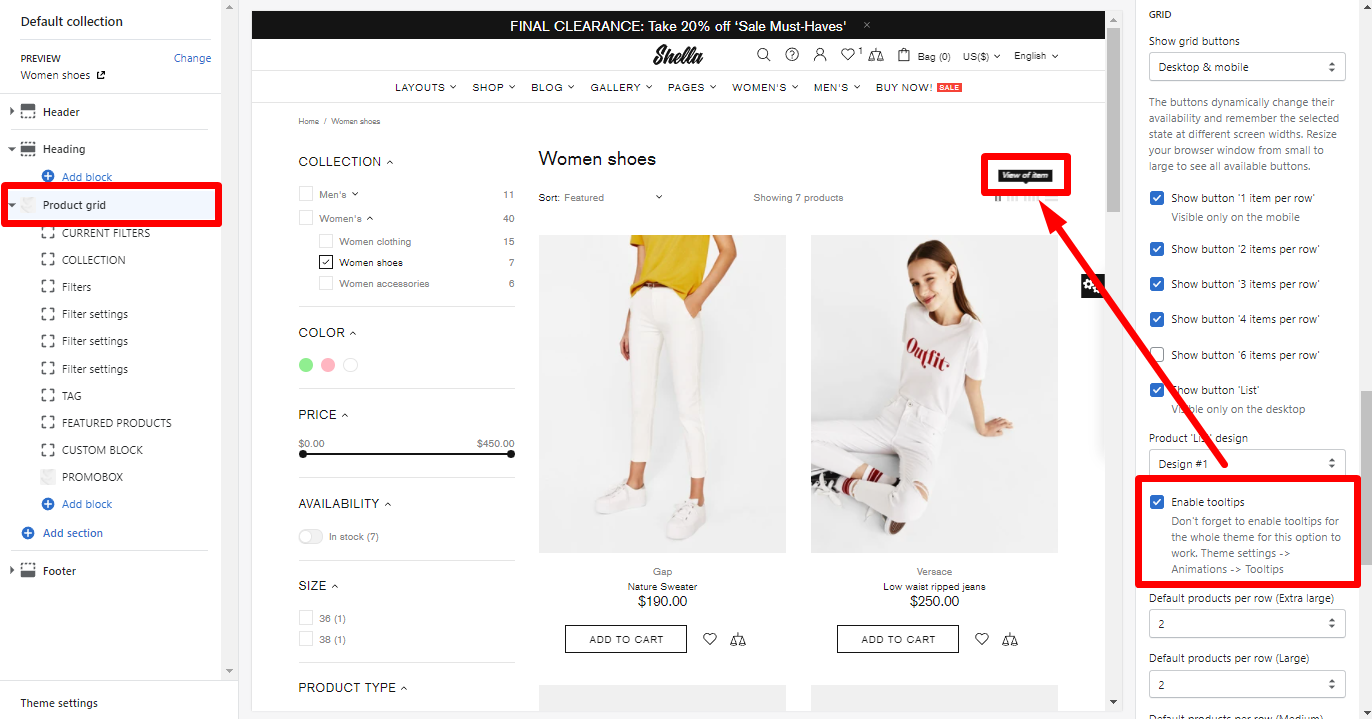 Default collection
PREVIEW
Change
Women shoes
Header
Heading
Add block
Product grid
CURRENT FILTERS
COLLECTION
Filters
Filter settings
Filter settings
Filter settings
TAG
FEATURED PRODUCTS
CUSTOM BLOCK
PROMOBOX
Add block
Add section
Footer
Theme settings
FINAL CLEARANCE: Take 20% off ‘Sale Must-Haves'
Shella
1
Bag (0)
US($)
English
LAYOUTS SHOP BLOG GALLERY PAGES WOMEN'S MEN'S BUY NOW! SALE
Home / Women shoes
COLLECTION
Men's 11
Women's 40
Women clothing 15
Women shoes 7
Women accessories 6
COLOR
PRICE
$0.00 $450.00
AVAILABILITY
In stock (7)
SIZE
36 (1)
38 (1)
PRODUCT TYPE
Women shoes
View of item
Sort: Featured
Showing 7 products
Outfit
Gap
Nature Sweater
$190.00
ADD TO CART
Versace
Low waist ripped jeans
$250.00
ADD TO CART
GRID
Show grid buttons
Desktop & mobile
The buttons dynamically change their
availability and remember the selected
state at different screen widths. Resize
your browser window from small to
large to see all available buttons.
Show button '1 item per row'
Visible only on the mobile
Show button '2 items per row'
Show button '3 items per row'
Show button '4 items per row'
Show button '6 items per row'
Show button 'List'
Visible only on the desktop
Product 'List' design
Design #1
Enable tooltips
Don't forget to enable tooltips for
the whole theme for this option to
work. Theme settings ->
Animations -> Tooltips
Default products per row (Extra large)
2
Default products per row (Large)
2
Default products per row (Medium)